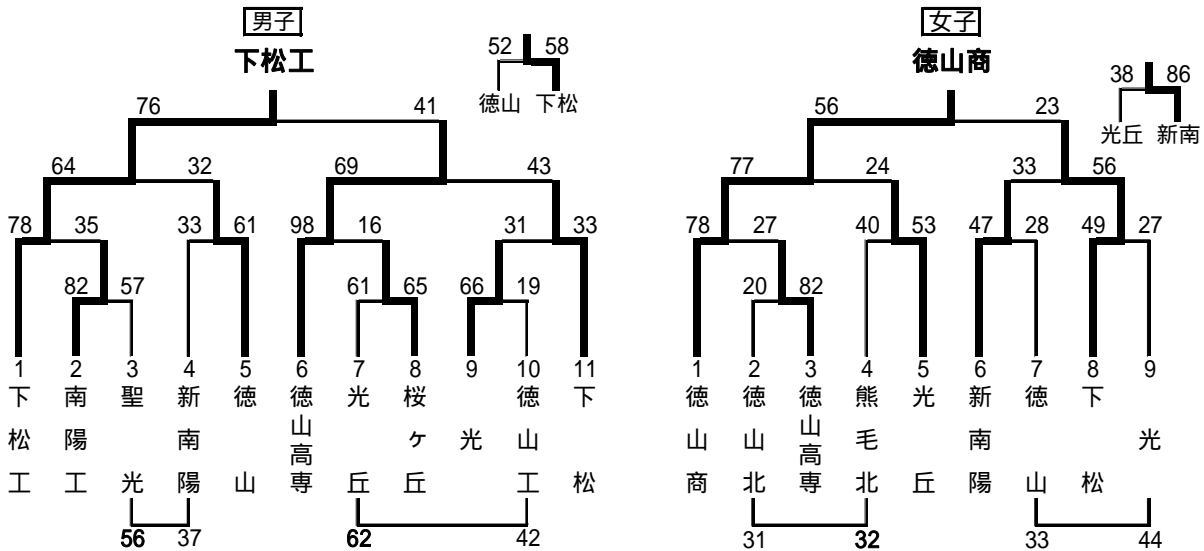 男子 女子
下松工 徳山商
52 58
徳山 下松
38 86
光丘 新南
76 41 56 23
64 32 69 43 77 24 33 56
78 35 33 61 98 16 31 33 78 27 40 53 47 28 49 27
82 57 61 65 66 19 20 82
1 2 3 4 5 6 7 8 9 10 11 1 2 3 4 5 6 7 8 9
下松工
南陽工
聖光
新南陽
徳山
徳山高専
光丘
桜ヶ丘
光
徳山工
下松
徳山商
徳山北
徳山高専
熊毛北
光丘
新南陽
徳山
下松
光
56 37 62 42 31 32 33 44